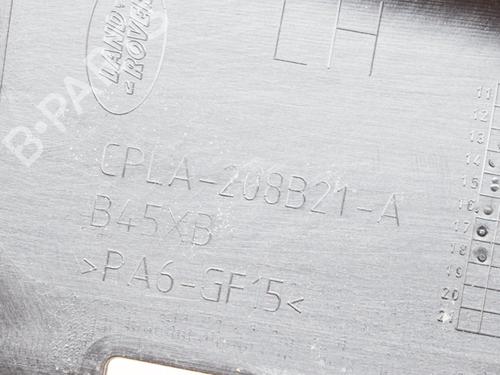 LAND
ROVER
LH
CPLA-208B21-A
B45XB
>PA6-GF15<
B-PARTS
11
12
13
14
15
16
17
18
19
20
21